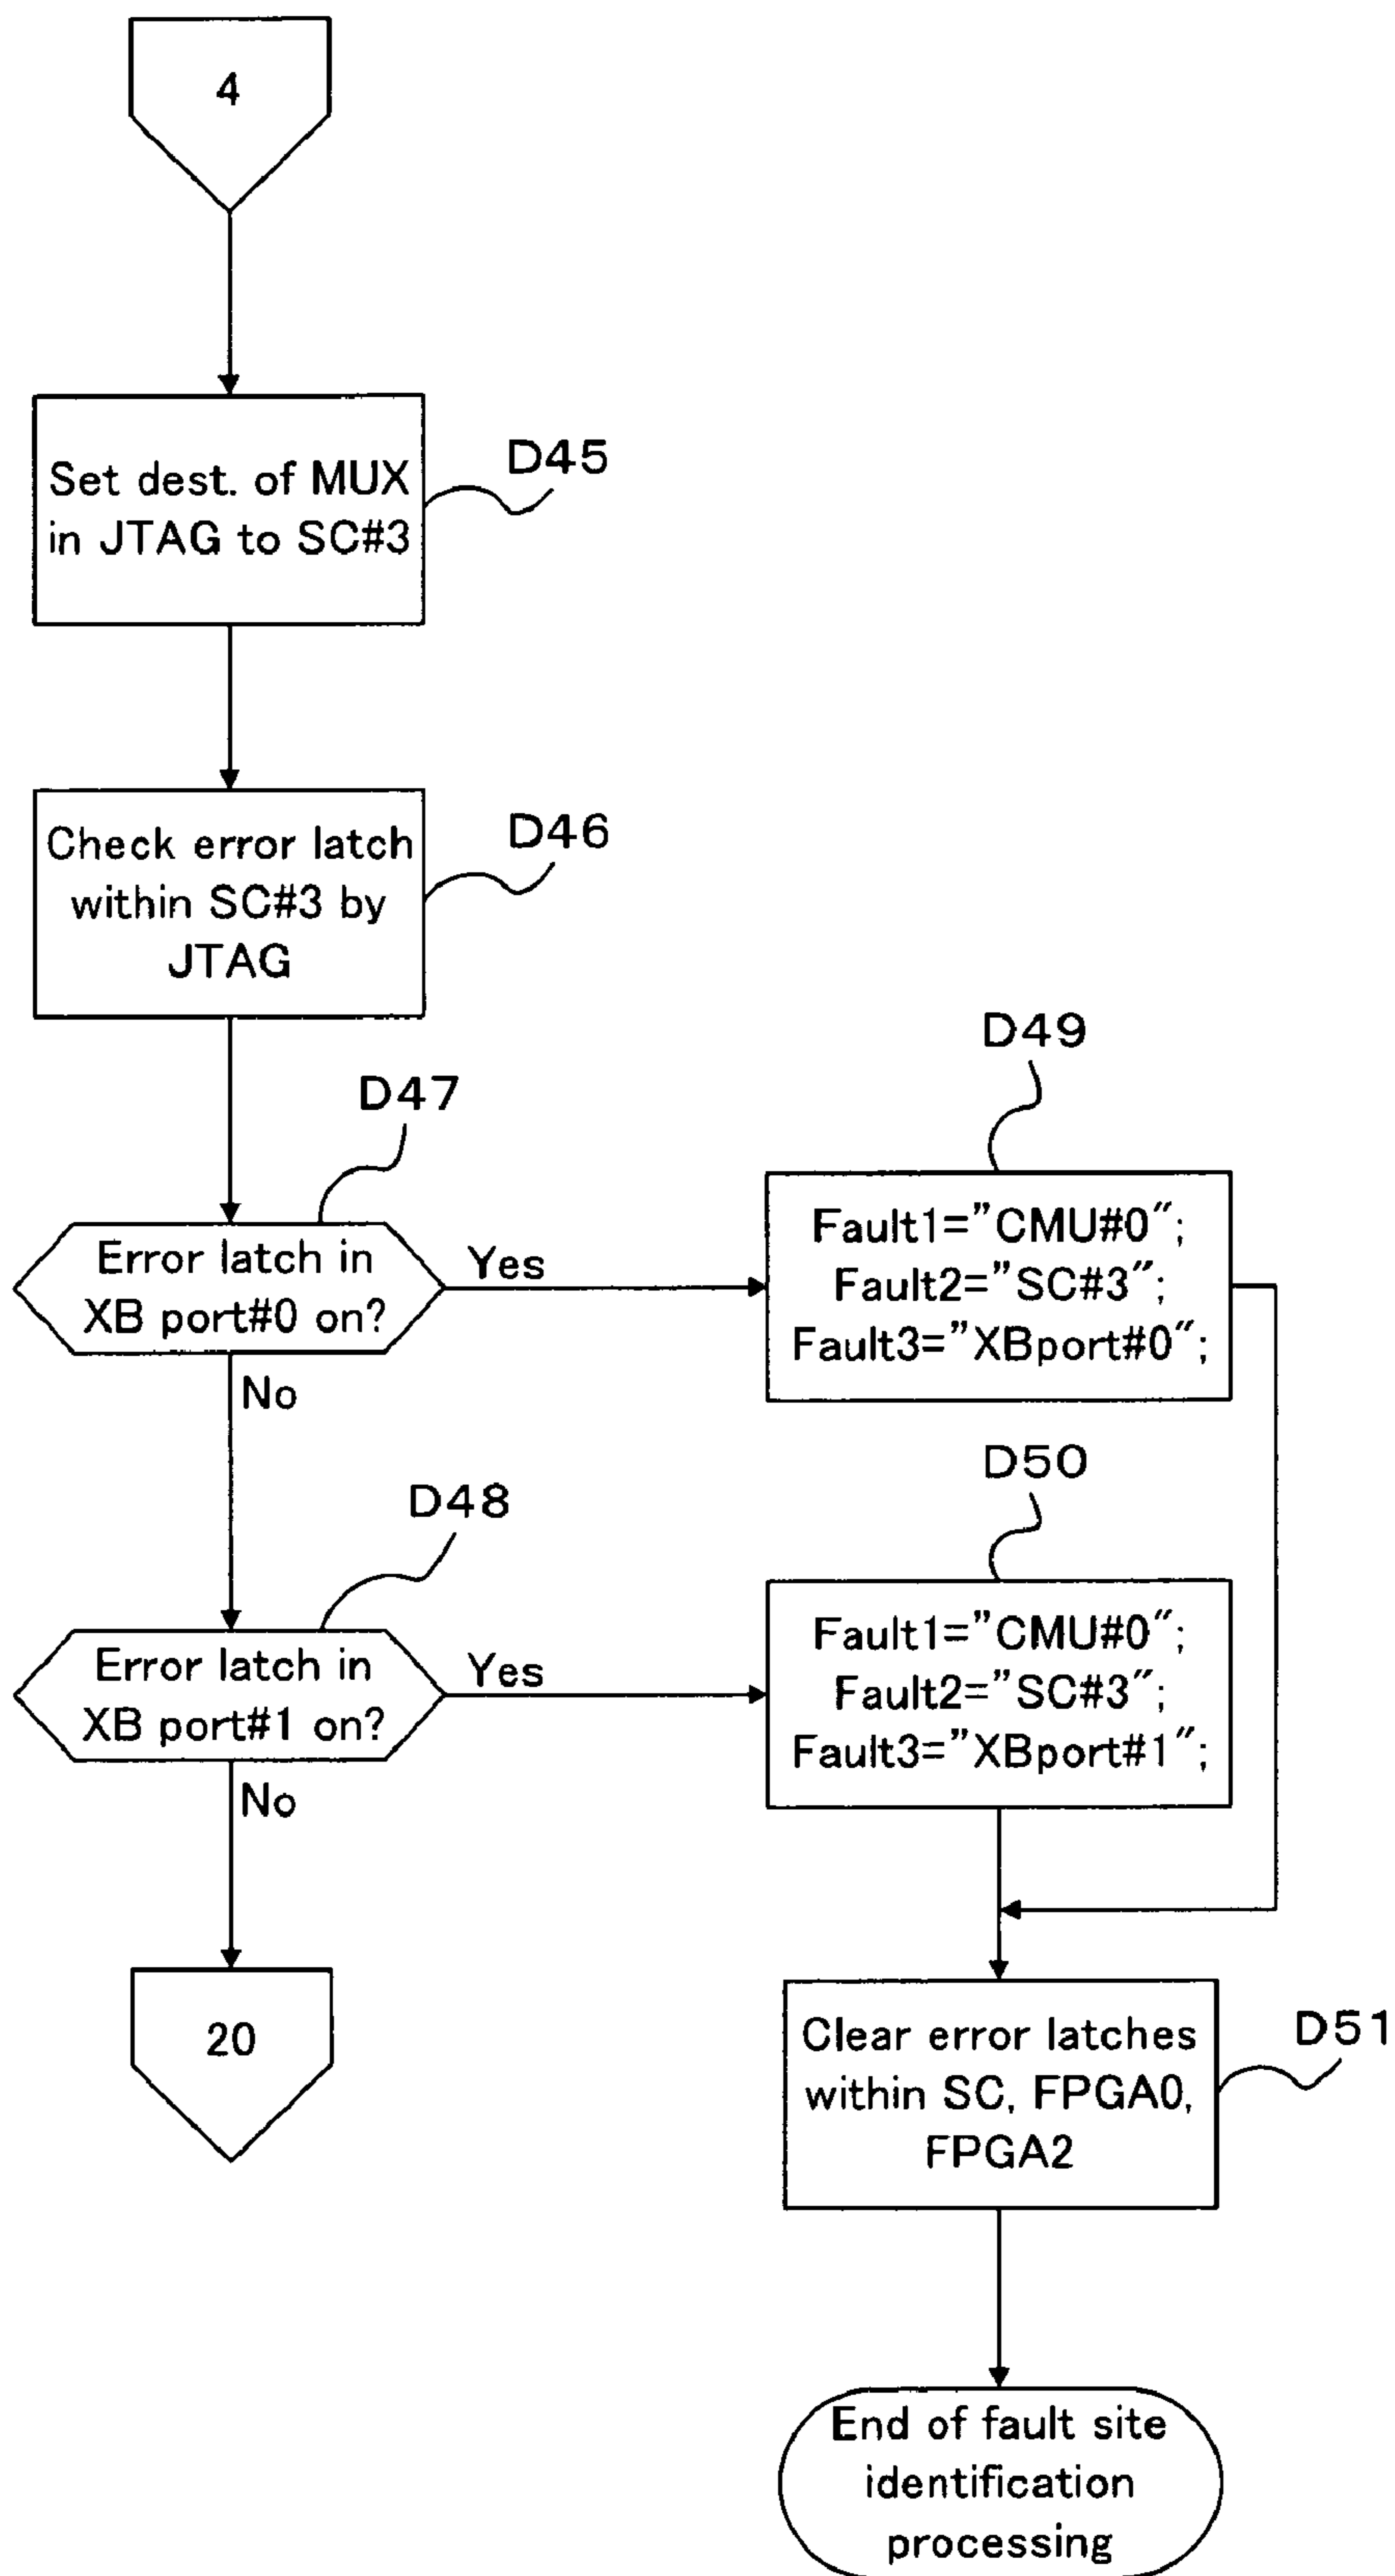 4
Set dest. of MUX
in JTAG to SC#3
D45
Check error latch
within SC#3 by
JTAG
D46
D47
Error latch in
XB port#0 on?
Yes
No
D49
Fault1="CMU#0";
Fault2="SC#3";
Fault3="XBport#0";
D48
Error latch in
XB port#1 on?
Yes
No
D50
Fault1="CMU#0";
Fault2="SC#3";
Fault3="XBport#1";
20
Clear error latches
within SC, FPGA0,
FPGA2
D51
End of fault site
identification
processing